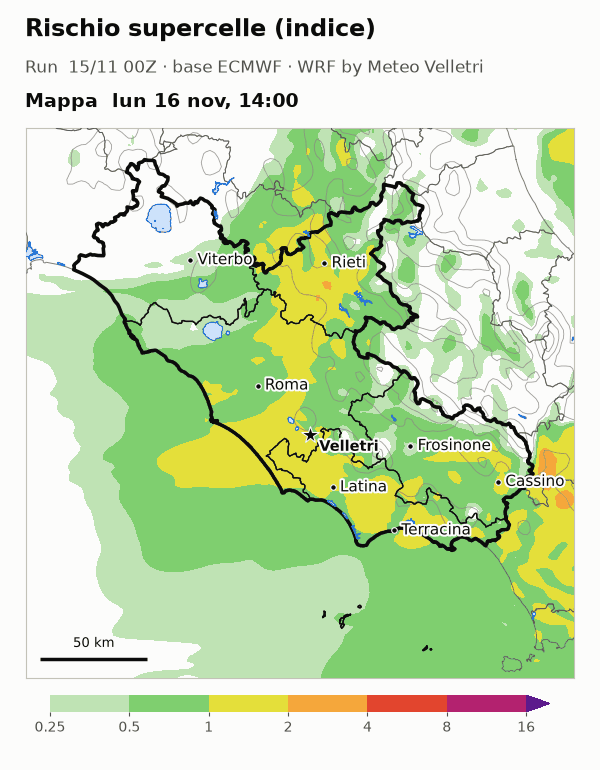 Rischio supercelle (indice)
Run  15/11 00Z · base ECMWF · WRF by Meteo Velletri
Mappa  lun 16 nov, 14:00
Viterbo
Rieti
Roma
Velletri
Frosinone
Latina
Cassino
Terracina
50 km
0.25 0.5 1 2 4 8 16